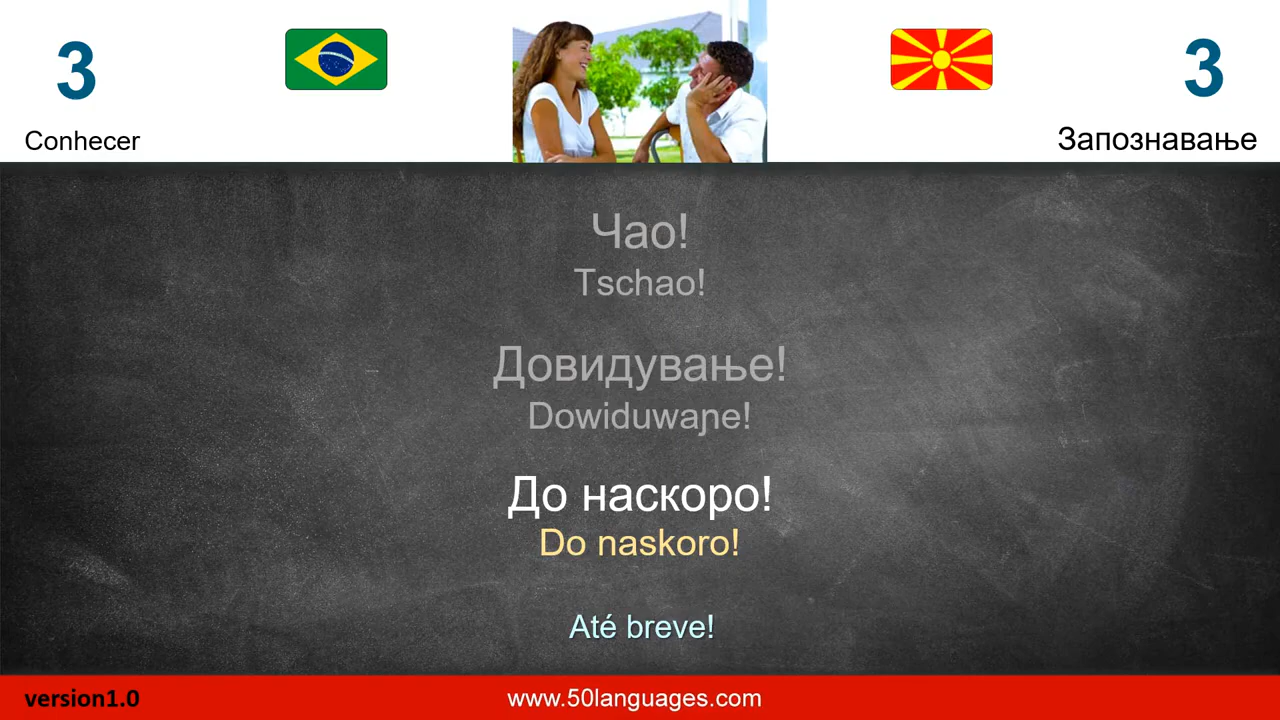 3
3
Conhecer
Запознавање
Чао!
Tschao!
Довидување!
Dowiduwaɲe!
До наскоро!
Do naskoro!
Até breve!
version1.0
www.50languages.com